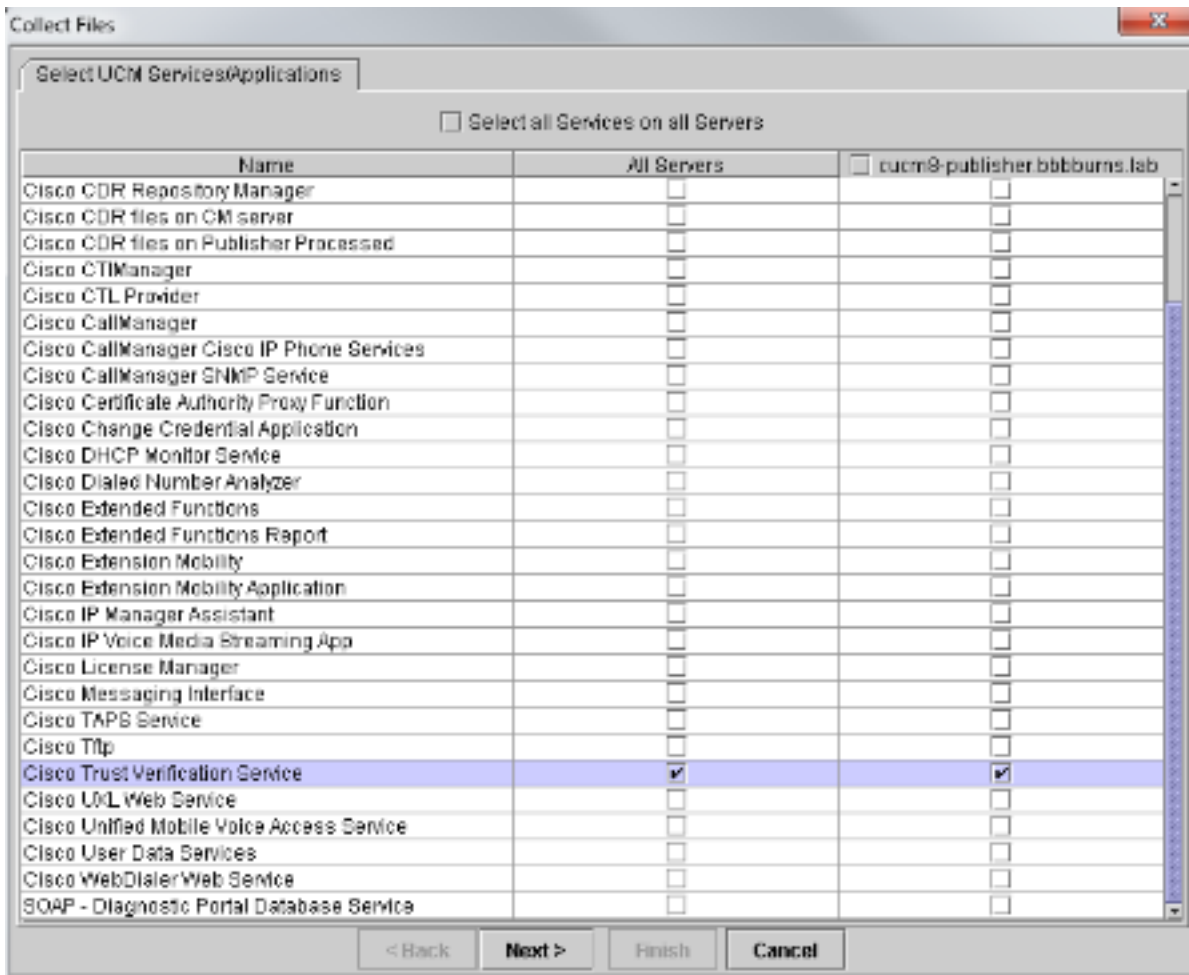 Collect Files
Select UCM Services/Applications
Select all Services on all Servers
Name All Servers cucm8-publisher.bbbburns.lab
Cisco CDR Repository Manager
Cisco CDR files on CM server
Cisco CDR files on Publisher Processed
Cisco CTIManager
Cisco CTL Provider
Cisco CallManager
Cisco CallManager Cisco IP Phone Services
Cisco CallManager SNMP Service
Cisco Certificate Authority Proxy Function
Cisco Change Credential Application
Cisco DHCP Monitor Service
Cisco Dialed Number Analyzer
Cisco Extended Functions
Cisco Extended Functions Report
Cisco Extension Mobility
Cisco Extension Mobility Application
Cisco IP Manager Assistant
Cisco IP Voice Media Streaming App
Cisco License Manager
Cisco Messaging Interface
Cisco TAPS Service
Cisco Tftp
Cisco Trust Verification Service
Cisco UXL Web Service
Cisco Unified Mobile Voice Access Service
Cisco User Data Services
Cisco WebDialer Web Service
SOAP - Diagnostic Portal Database Service
< Back Next > Finish Cancel